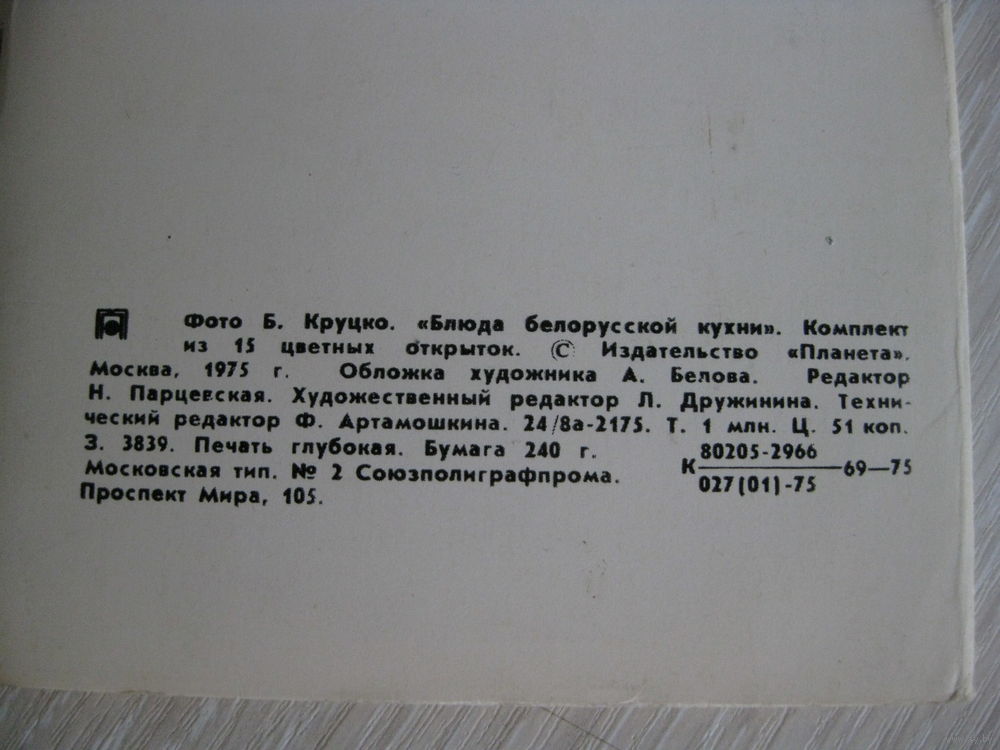 Фото Б. Круцко. «Блюда белорусской кухни». Комплект
из 15 цветных открыток. © Издательство «Планета».
Москва, 1975 г. Обложка художника А. Белова. Редактор
Н. Парцевская. Художественный редактор Л. Дружинина. Техни-
ческий редактор Ф. Артамошкина. 24/8а-2175. Т. 1 млн. Ц. 51 коп.
З. 3839. Печать глубокая. Бумага 240 г.
Московская тип. № 2 Союзполиграфпрома.
Проспект Мира, 105.
80205-2966
К 69—75
027(01)-75